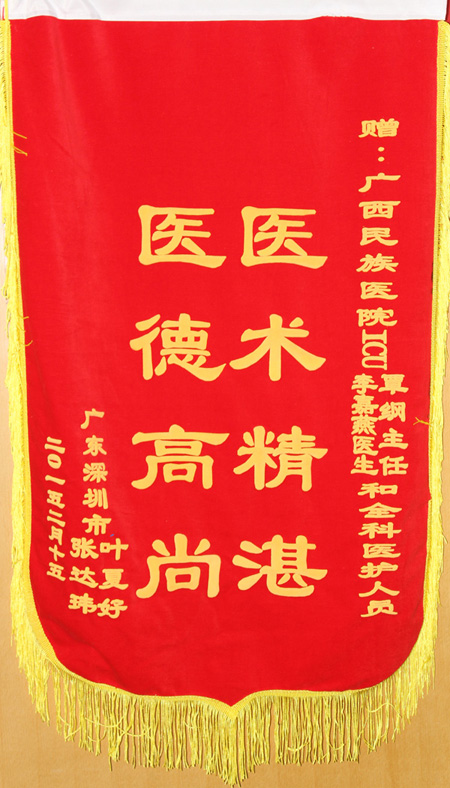 赠：广西民族医院ICU
覃纲主任
李嘉燕医生
和全科医护人员
医术精湛
医德高尚
广东深圳市
叶夏好
张达玮
二〇一五二月十五